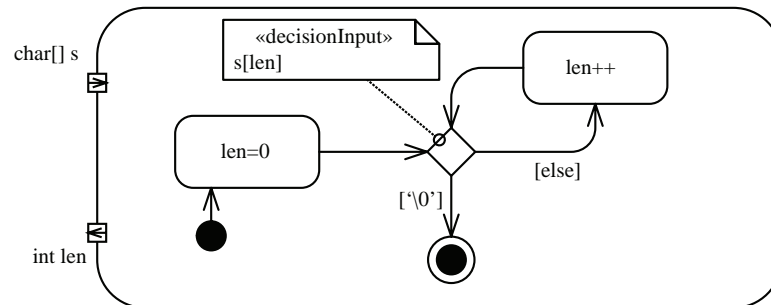 «decisionInput»
s[len]
char[] s
len++
len=0
[else]
[‘\0’]
int len